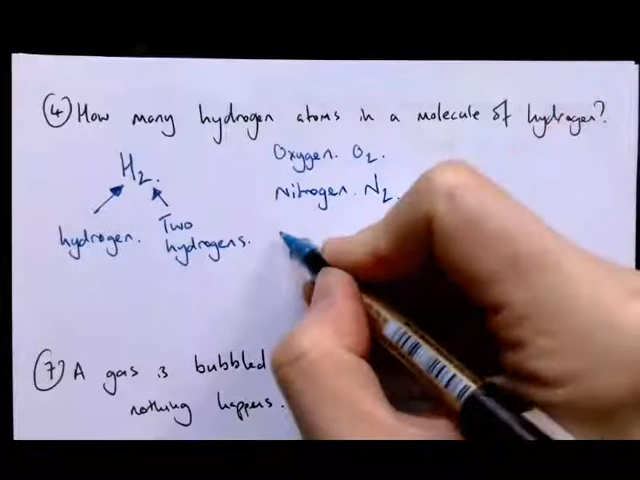 ④ How many hydrogen atoms in a molecule of hydrogen?
Oxygen. O₂.
H₂.
Nitrogen. N₂.
hydrogen. Two hydrogens.
⑦ A gas is bubbled
nothing happens.